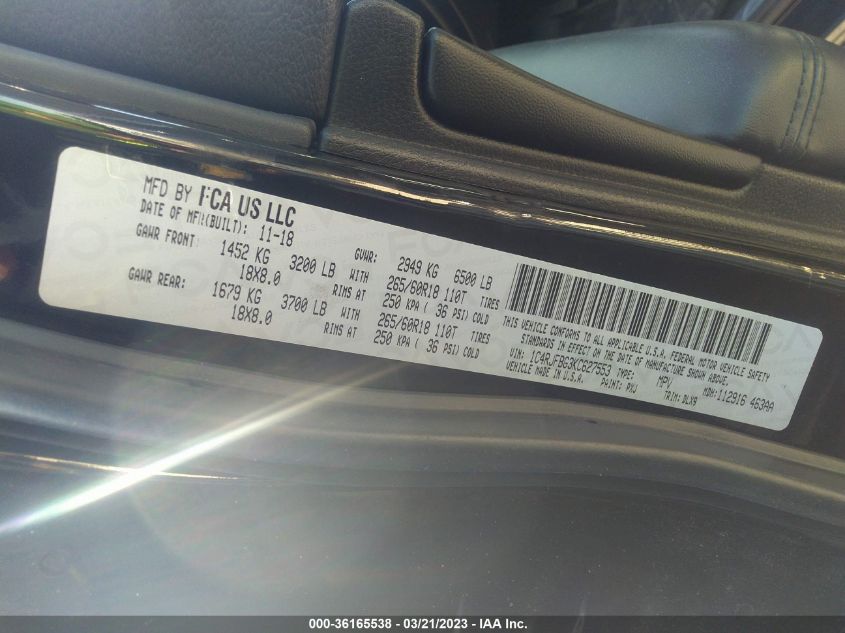 MFD BY FCA US LLC
DATE OF MFR(BUILT): 11-18
GVWR: 2949 KG 6500 LB
GAWR FRONT: 1452 KG 3200 LB WITH 265/60R18 110T TIRES
18X8.0 RIMS AT 250 KPA ( 36 PSI) COLD
GAWR REAR: 1679 KG 3700 LB WITH 265/60R18 110T TIRES
18X8.0 RIMS AT 250 KPA ( 36 PSI) COLD
THIS VEHICLE CONFORMS TO ALL APPLICABLE U.S.A. FEDERAL MOTOR VEHICLE SAFETY
STANDARDS IN EFFECT ON THE DATE OF MANUFACTURE SHOWN ABOVE.
VIN: 1C4RJFBG3KC627553 TYPE: MPV MDH: 112916 463AA
VEHICLE MADE IN U.S.A. PAINT: PXJ TRIM: DLX9
000-36165538 - 03/21/2023 - © IAA Inc.